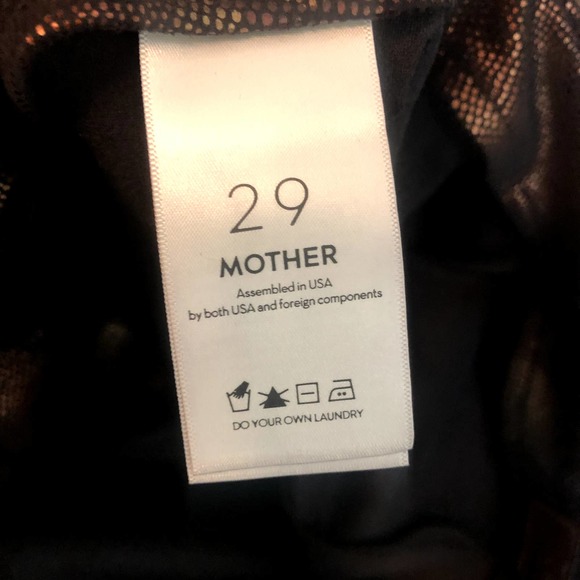 29
MOTHER
Assembled in USA
by both USA and foreign components
DO YOUR OWN LAUNDRY